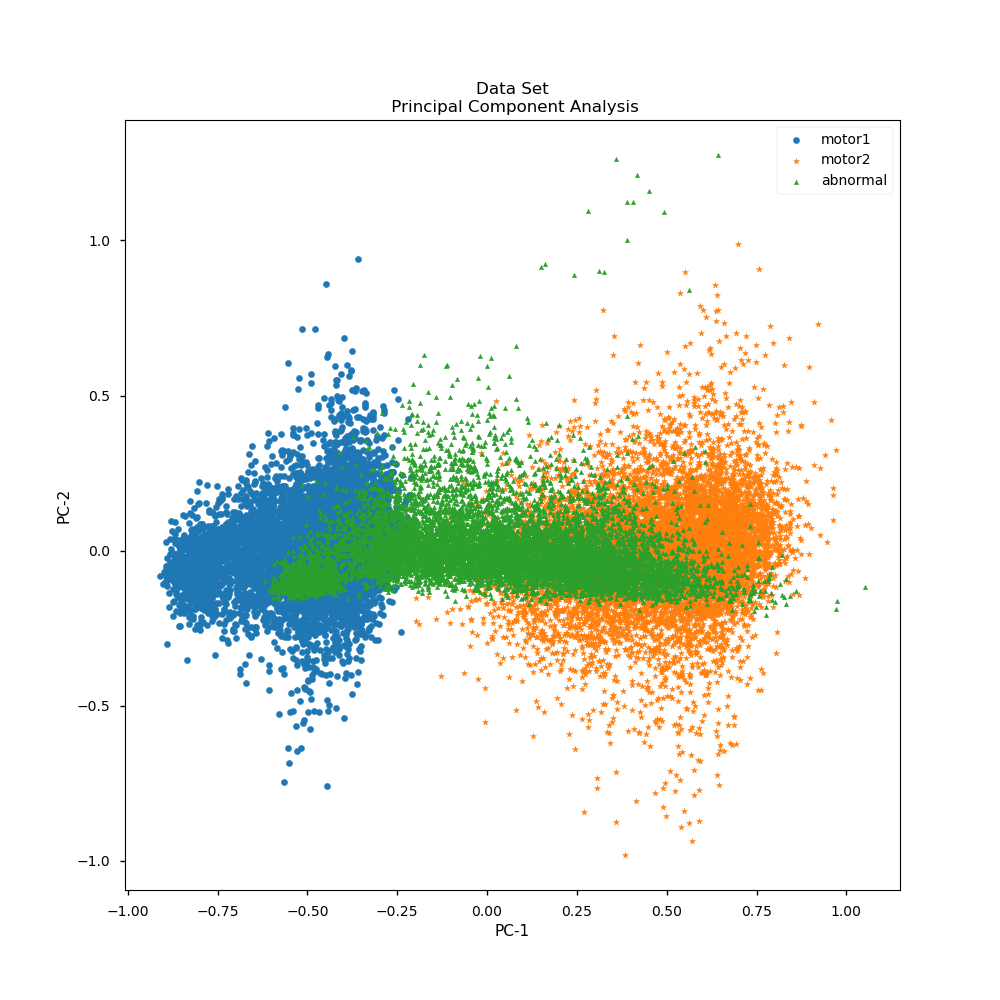 Data Set
Principal Component Analysis
motor1
motor2
abnormal
1.0
0.5
0.0
−0.5
−1.0
PC-2
−1.00 −0.75 −0.50 −0.25 0.00 0.25 0.50 0.75 1.00
PC-1